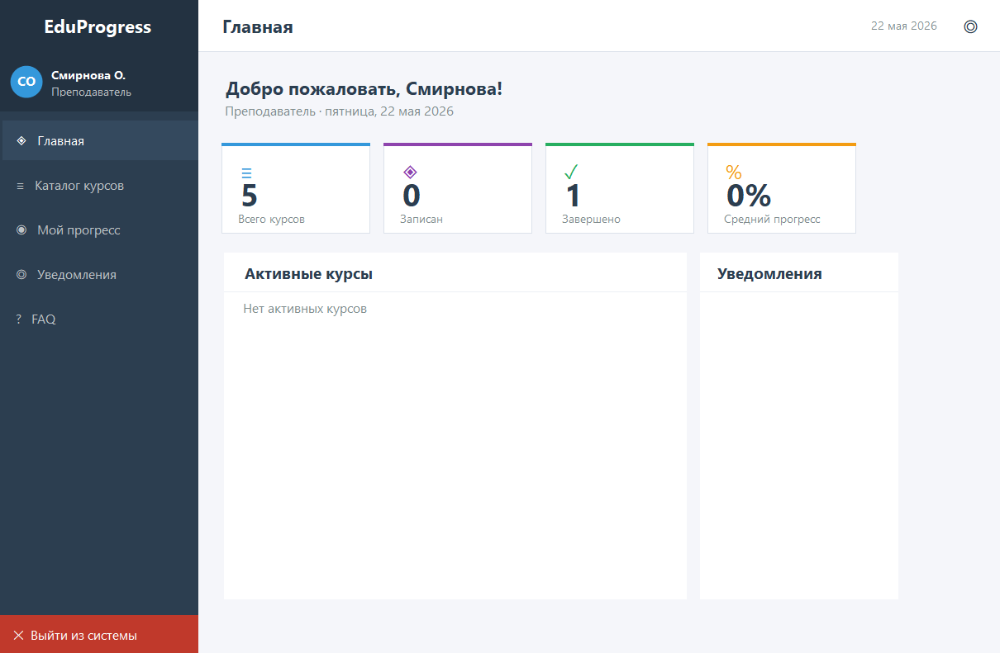 EduProgress
СО
Смирнова О.
Преподаватель
Главная
Каталог курсов
Мой прогресс
Уведомления
? FAQ
Выйти из системы
Главная
22 мая 2026
Добро пожаловать, Смирнова!
Преподаватель · пятница, 22 мая 2026
5
Всего курсов
0
Записан
✓
1
Завершено
%
0%
Средний прогресс
Активные курсы
Нет активных курсов
Уведомления